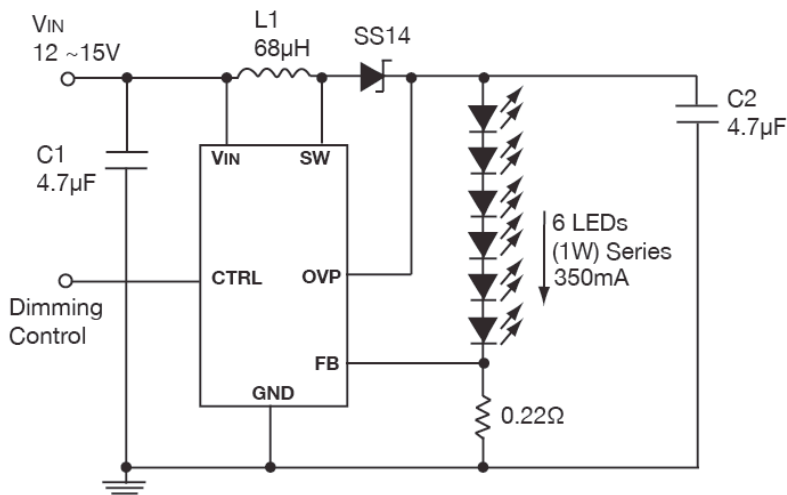 VIN
12 ~15V
L1
68μH
SS14
C1
4.7μF
C2
4.7μF
VIN
SW
CTRL
OVP
FB
GND
Dimming
Control
6 LEDs
(1W) Series
350mA
0.22Ω